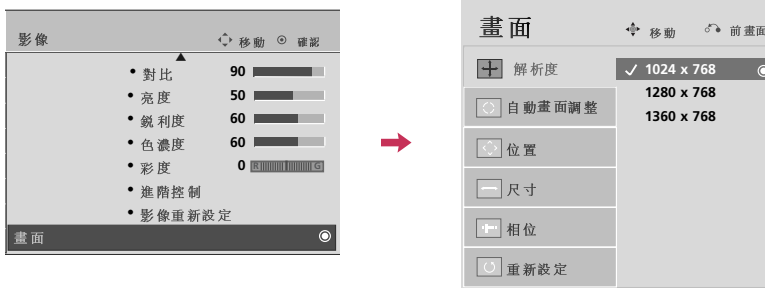 影像 移動 確認
• 對比 90
• 亮度 50
• 銳利度 60
• 色濃度 60
• 彩度 0 R G
• 進階控制
• 影像重新設定
畫面
畫面 移動 前畫面
解析度 ✓ 1024 x 768
1280 x 768
1360 x 768
自動畫面調整
位置
尺寸
相位
重新設定